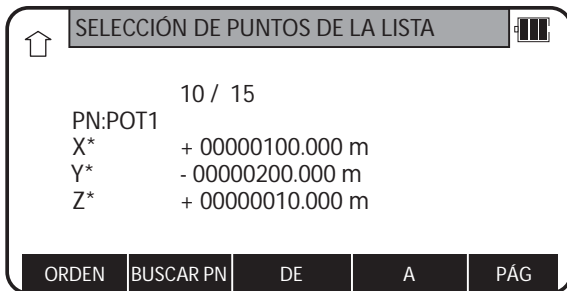 SELECCIÓN DE PUNTOS DE LA LISTA
10 / 15
PN:POT1
X* + 00000100.000 m
Y* - 00000200.000 m
Z* + 00000010.000 m
ORDEN BUSCAR PN DE A PÁG